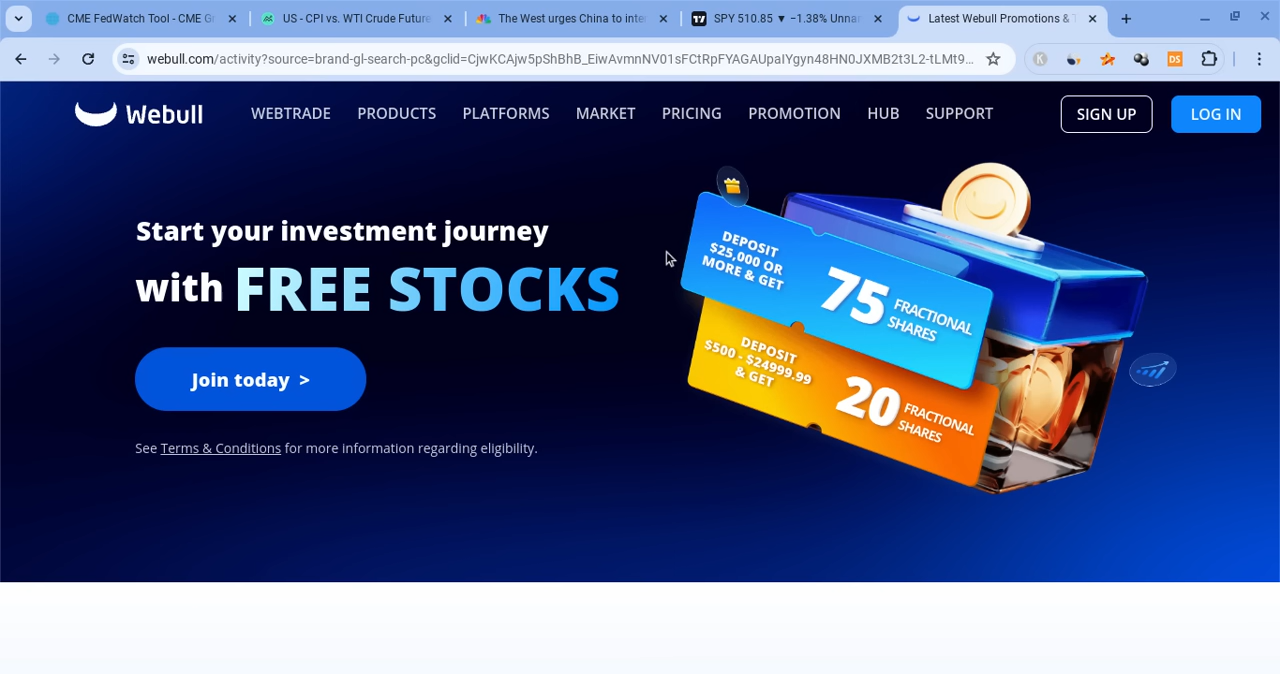 CME FedWatch Tool - CME Gr
US - CPI vs. WTI Crude Future
The West urges China to inter
SPY 510.85 ▼ −1.38% Unnar
Latest Webull Promotions & T
webull.com/activity?source=brand-gl-search-pc&gclid=CjwKCAjw5pShBhB_EiwAvmnNV01sFCtRpFYAGAUpaIYgyn48HN0JXMB2t3L2-tLMt9...
K
DS
Webull
WEBTRADE
PRODUCTS
PLATFORMS
MARKET
PRICING
PROMOTION
HUB
SUPPORT
SIGN UP
LOG IN
Start your investment journey
with FREE STOCKS
Join today >
See Terms & Conditions for more information regarding eligibility.
DEPOSIT
$25,000 OR
MORE & GET
75
FRACTIONAL
SHARES
DEPOSIT
$500 - $24999.99
& GET
20
FRACTIONAL
SHARES